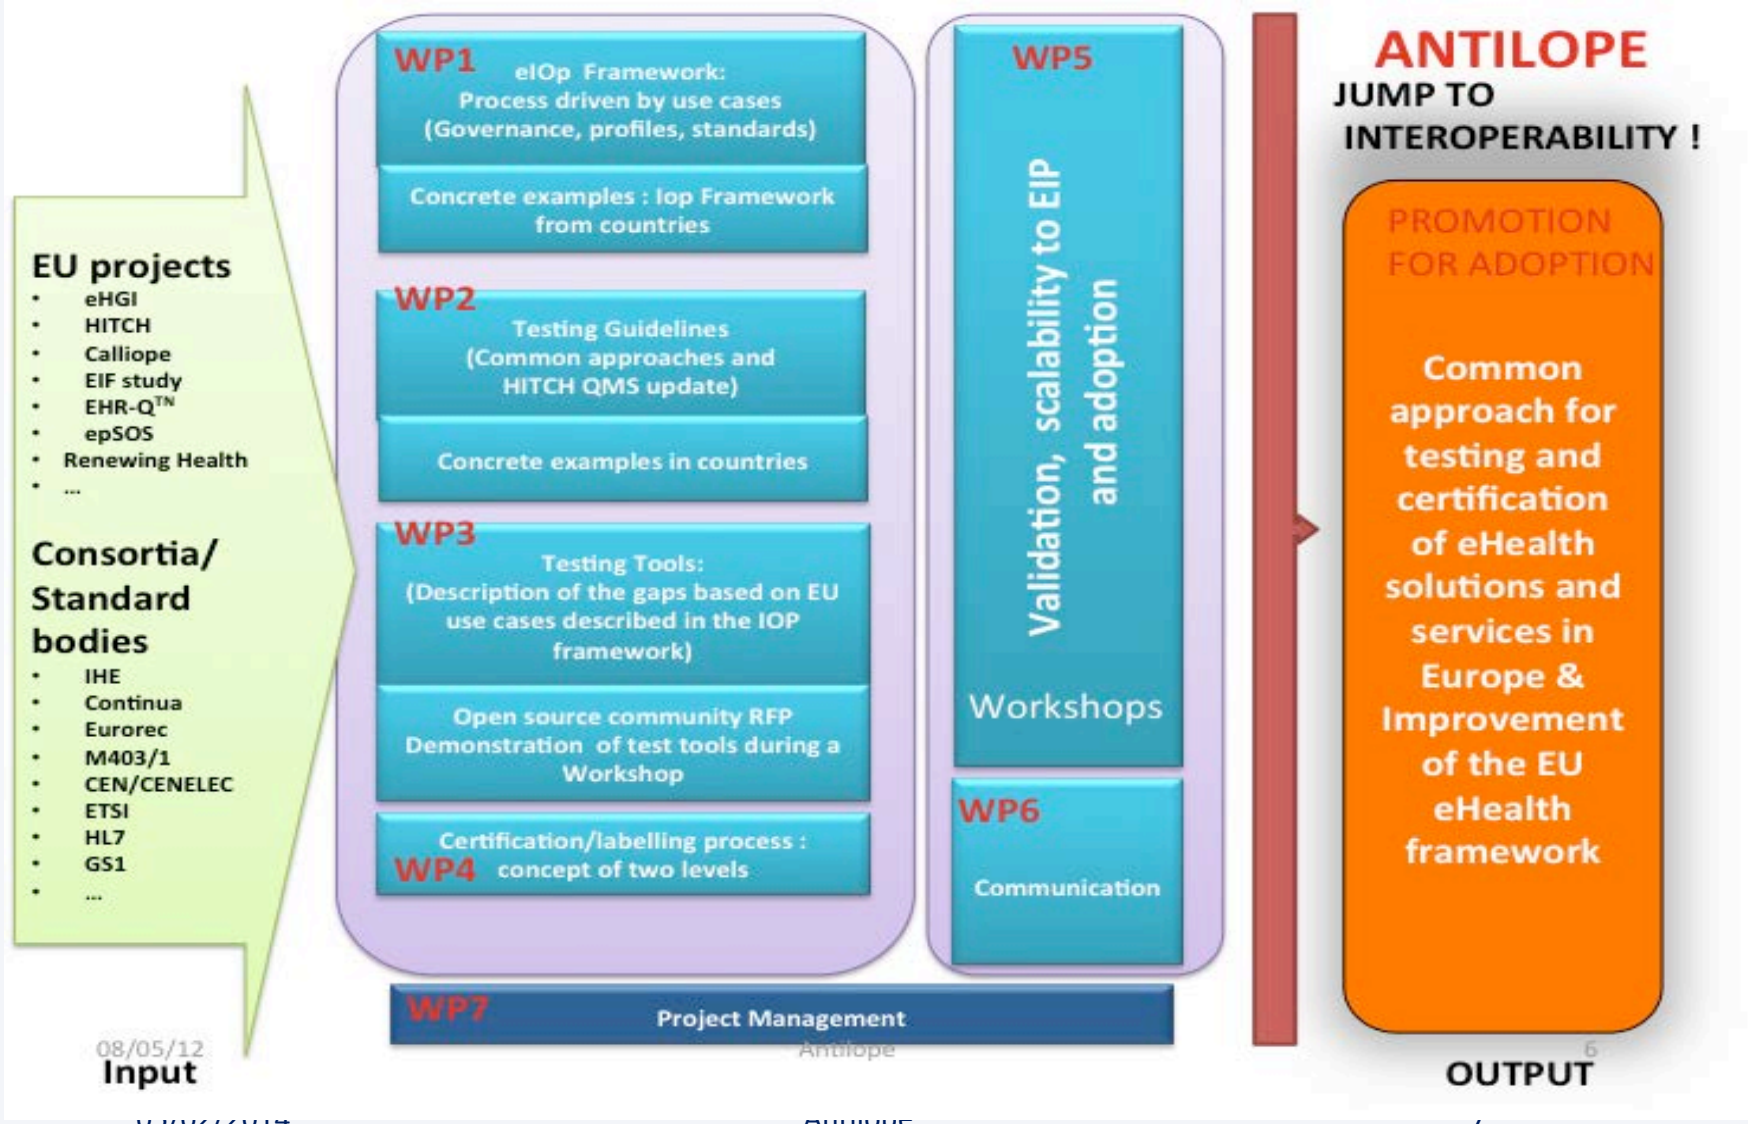 EU projects
• eHGI
• HITCH
• Calliope
• EIF study
• EHR-Qᵀᴺ
• epSOS
• Renewing Health
• ...
Consortia/
Standard
bodies
• IHE
• Continua
• Eurorec
• M403/1
• CEN/CENELEC
• ETSI
• HL7
• GS1
• ...
08/05/12
Input
WP1
eIOp Framework:
Process driven by use cases
(Governance, profiles, standards)
Concrete examples : Iop Framework
from countries
WP2
Testing Guidelines
(Common approaches and
HITCH QMS update)
Concrete examples in countries
WP3
Testing Tools:
(Description of the gaps based on EU
use cases described in the IOP
framework)
Open source community RFP
Demonstration of test tools during a
Workshop
Certification/labelling process :
WP4 concept of two levels
WP5
Validation, scalability to EIP
and adoption
Workshops
WP6
Communication
WP7
Project Management
Antilope
ANTILOPE
JUMP TO
INTEROPERABILITY !
PROMOTION
FOR ADOPTION
Common
approach for
testing and
certification
of eHealth
solutions and
services in
Europe &
Improvement
of the EU
eHealth
framework
6
OUTPUT
Antilope